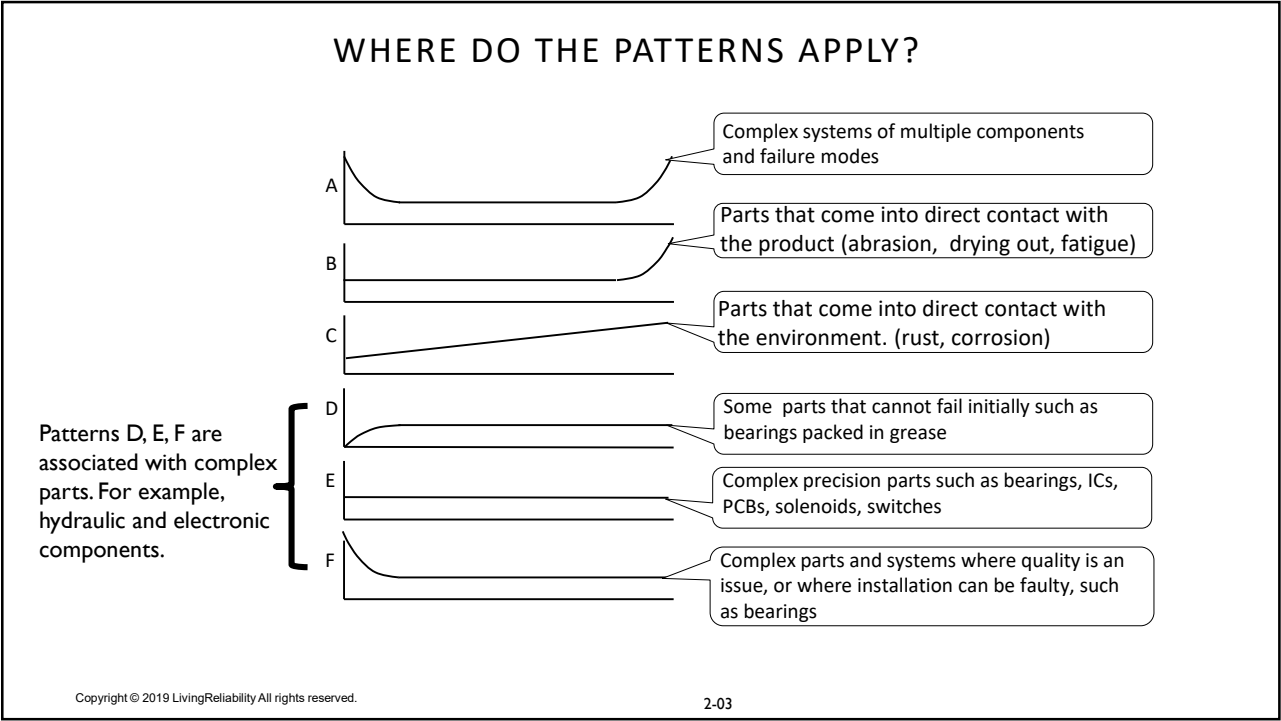 WHERE DO THE PATTERNS APPLY?
A
Complex systems of multiple components
and failure modes
B
Parts that come into direct contact with
the product (abrasion, drying out, fatigue)
C
Parts that come into direct contact with
the environment. (rust, corrosion)
Patterns D, E, F are
associated with complex
parts. For example,
hydraulic and electronic
components.
D
Some parts that cannot fail initially such as
bearings packed in grease
E
Complex precision parts such as bearings, ICs,
PCBs, solenoids, switches
F
Complex parts and systems where quality is an
issue, or where installation can be faulty, such
as bearings
Copyright © 2019 LivingReliability All rights reserved.
2-03